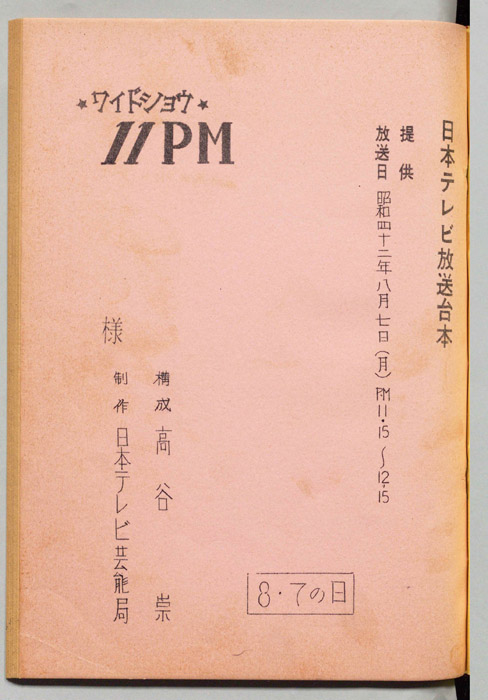 日本テレビ放送台本
提供
放送日 昭和四十二年八月七日(月)PM11・15〜12・15
★ワイドショウ★
11PM
構成 高谷 崇
制作 日本テレビ芸能局
様
8・7の日